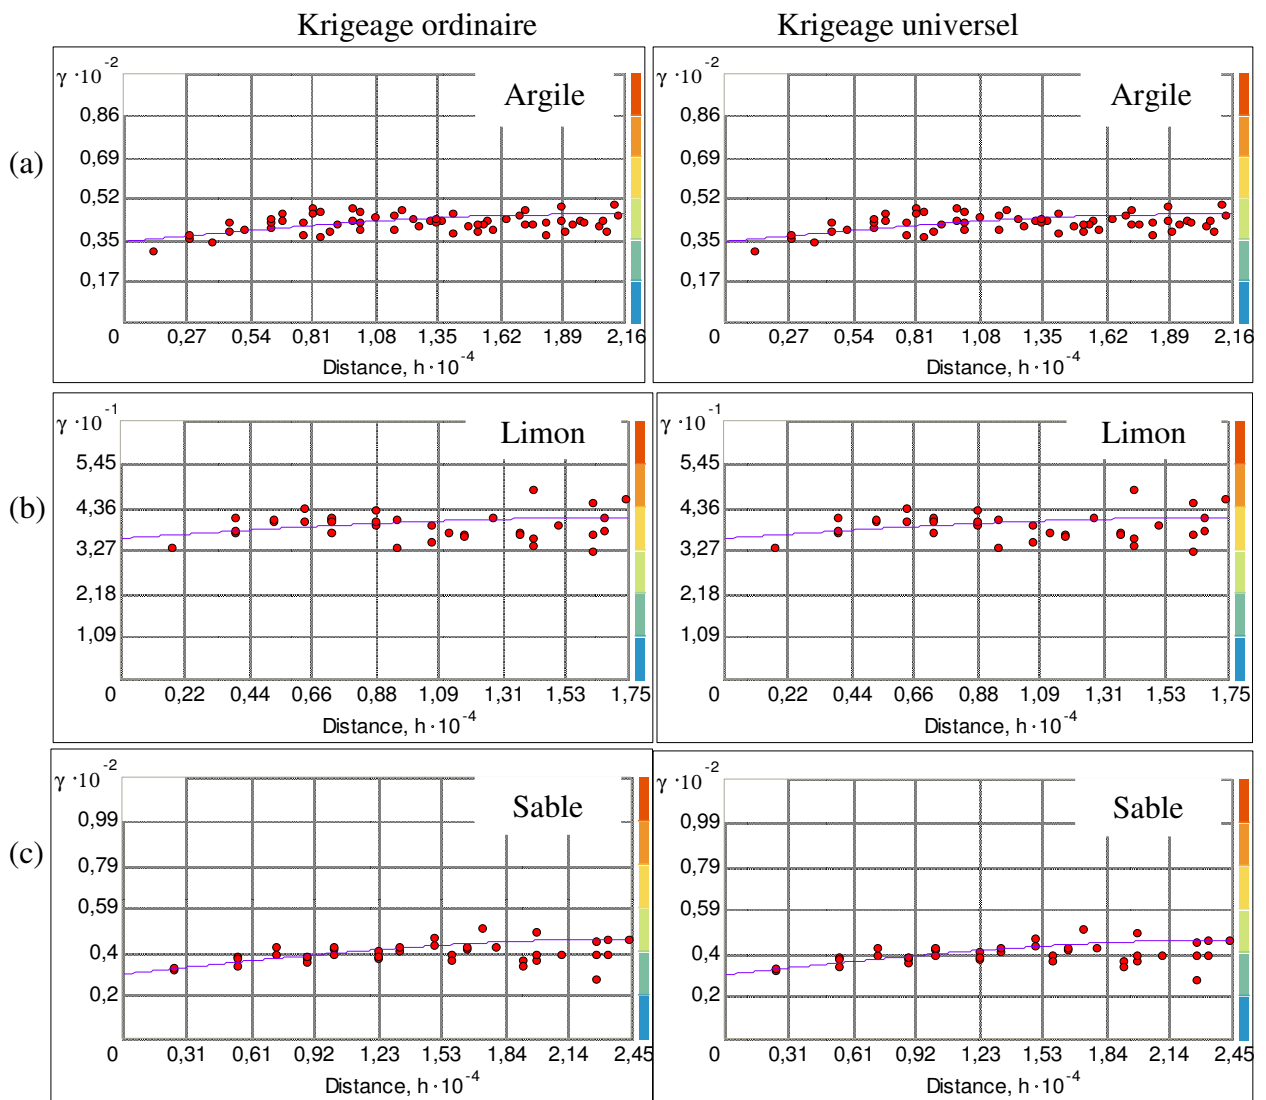 Krigeage ordinaire
Krigeage universel
(a)
γ ·10⁻²
Argile
0,86
0,69
0,52
0,35
0,17
0 0,27 0,54 0,81 1,08 1,35 1,62 1,89 2,16
Distance, h · 10⁻⁴
γ ·10⁻²
Argile
0,86
0,69
0,52
0,35
0,17
0 0,27 0,54 0,81 1,08 1,35 1,62 1,89 2,16
Distance, h · 10⁻⁴
(b)
γ ·10⁻¹
Limon
5,45
4,36
3,27
2,18
1,09
0 0,22 0,44 0,66 0,88 1,09 1,31 1,53 1,75
Distance, h · 10⁻⁴
γ ·10⁻¹
Limon
5,45
4,36
3,27
2,18
1,09
0 0,22 0,44 0,66 0,88 1,09 1,31 1,53 1,75
Distance, h · 10⁻⁴
(c)
γ ·10⁻²
Sable
0,99
0,79
0,59
0,4
0,2
0 0,31 0,61 0,92 1,23 1,53 1,84 2,14 2,45
Distance, h · 10⁻⁴
γ ·10⁻²
Sable
0,99
0,79
0,59
0,4
0,2
0 0,31 0,61 0,92 1,23 1,53 1,84 2,14 2,45
Distance, h · 10⁻⁴